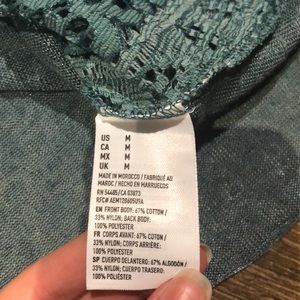 US M
CA M
MX M
UK M
MADE IN MOROCCO / FABRIQUÉ AU
MAROC / HECHO EN MARRUECOS
RN 54485 / CA 03073
RFC# AEMT20605U9A
EN FRONT BODY: 67% COTTON /
33% NYLON; BACK BODY:
100% POLYESTER
FR CORPS AVANT: 67% COTON /
33% NYLON; CORPS ARRIÈRE:
100% POLYESTER
SP CUERPO DELANTERO: 67% ALGODÓN /
33% NYLON; CUERPO TRASERO:
100% POLIÉSTER